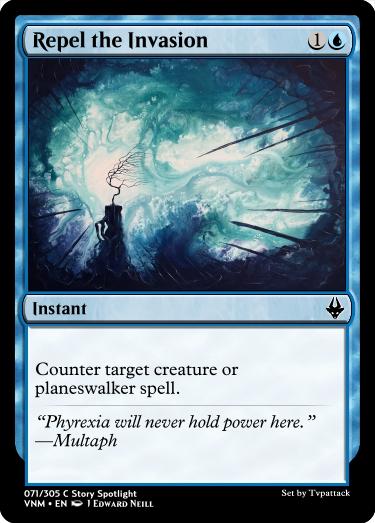 Repel the Invasion 1
Instant
Counter target creature or
planeswalker spell.
“Phyrexia will never hold power here.”
—Multaph
071/305 C Story Spotlight
Set by Tvpattack
VNM • EN J Edward Neill